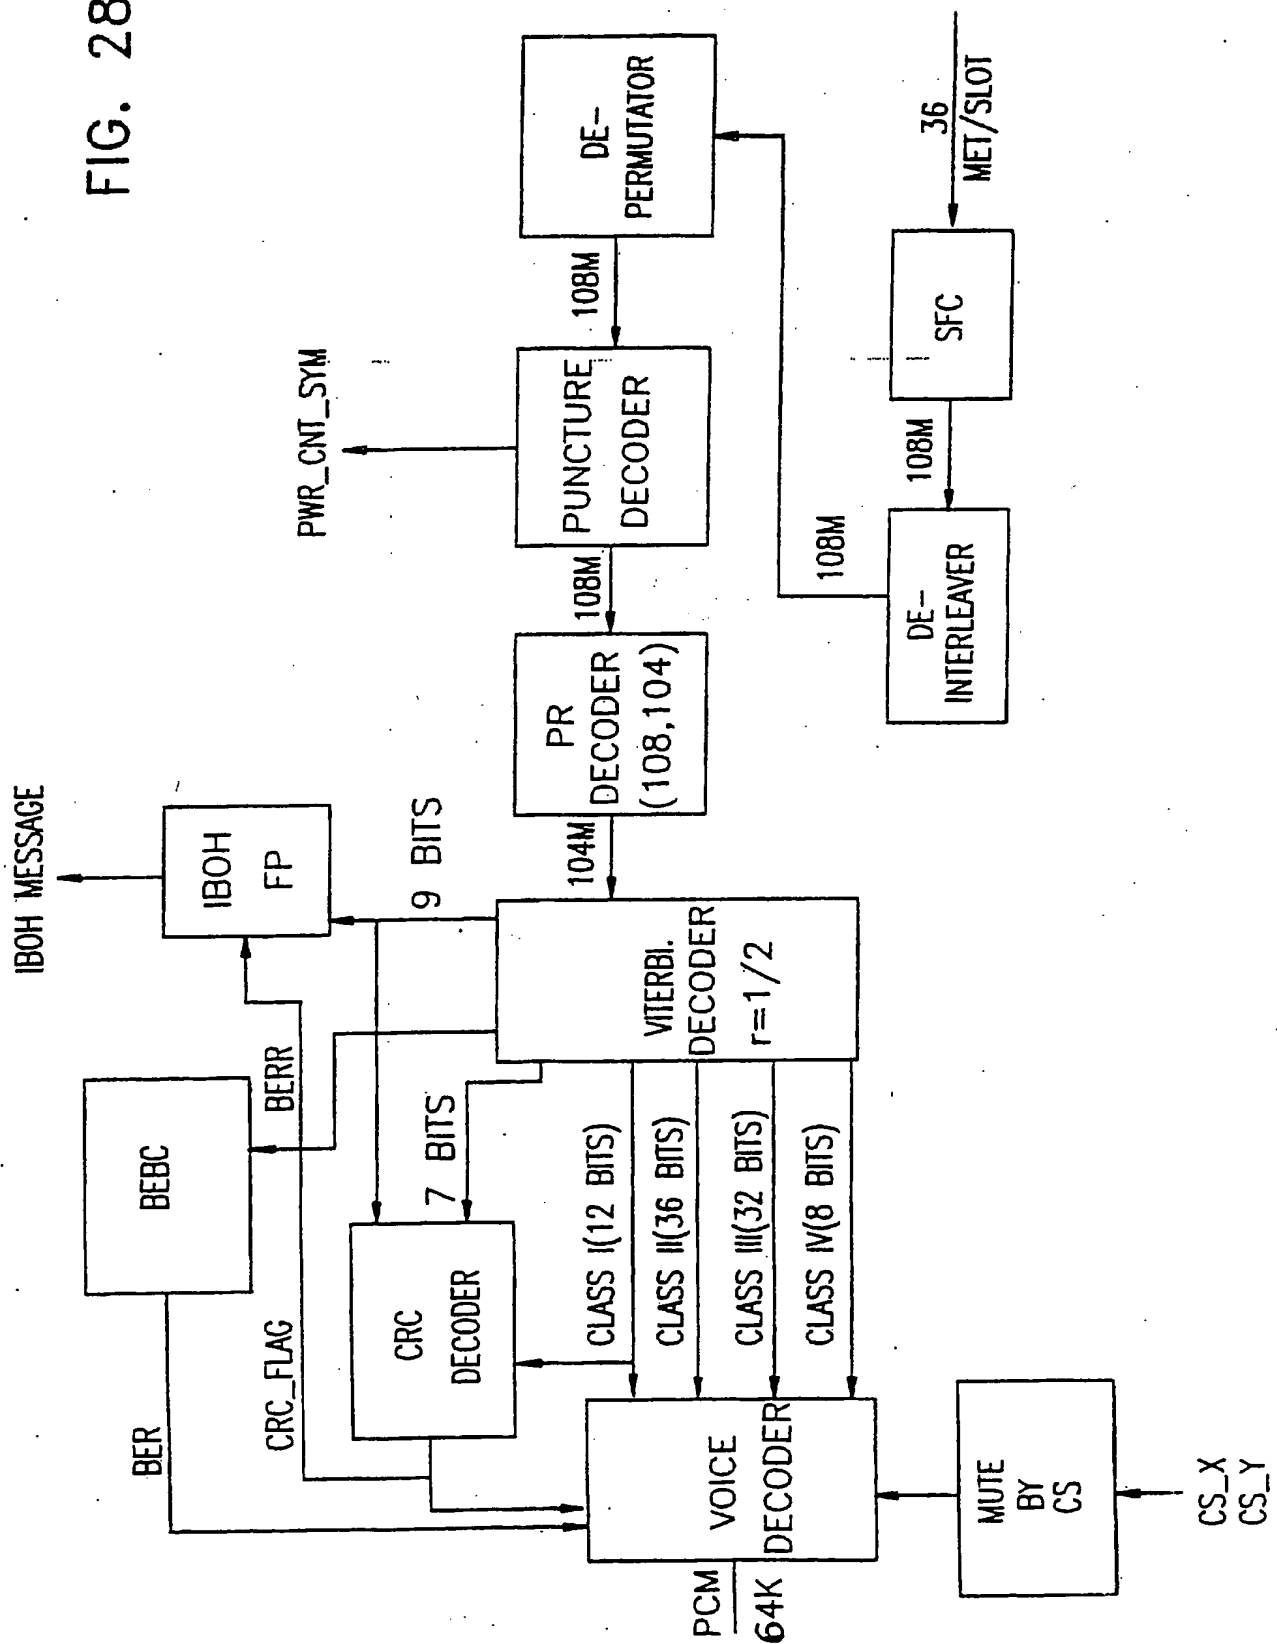 FIG. 28
36
MET/SLOT
SFC
108M
DE-
INTERLEAVER
108M
DE-
PERMUTATOR
108M
PUNCTURE
DECODER
PWR_CNT_SYM
108M
PR
DECODER
(108,104)
104M
VITERBI.
DECODER
r=1/2
9 BITS
IBOH
FP
IBOH MESSAGE
BERR
BEBC
BER
7 BITS
CRC
DECODER
CRC_FLAG
CLASS I(12 BITS)
CLASS II(36 BITS)
CLASS III(32 BITS)
CLASS IV(8 BITS)
VOICE
DECODER
PCM
64K
MUTE
BY
CS
CS_X
CS_Y